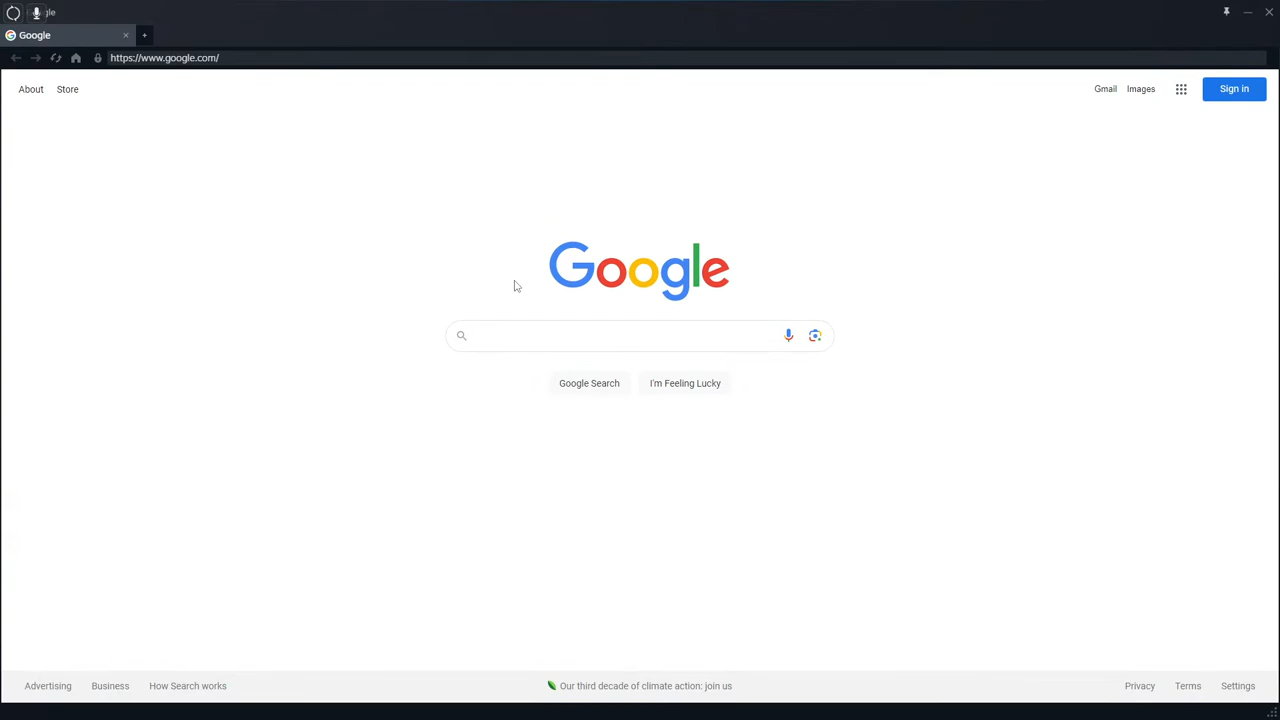 Google
https://www.google.com/
About Store Gmail Images Sign in
Google
Google Search I'm Feeling Lucky
Advertising Business How Search works Our third decade of climate action: join us Privacy Terms Settings